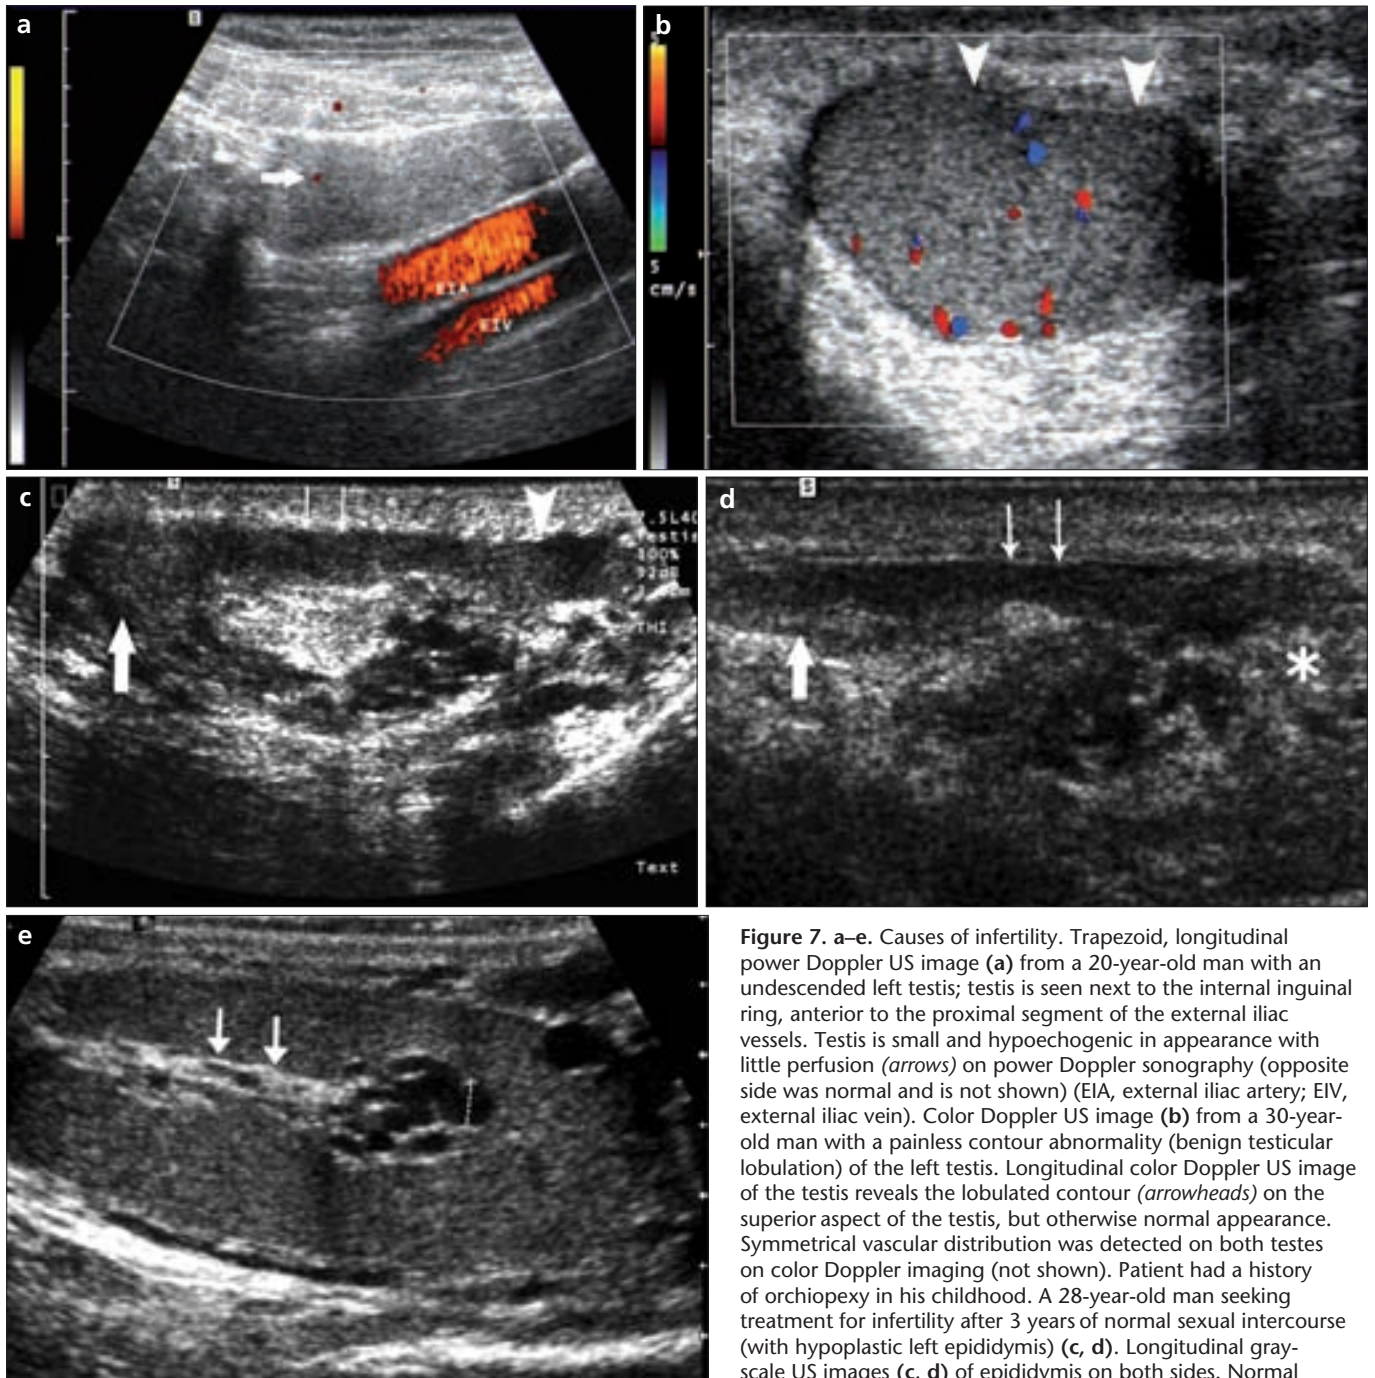 a
b
5
5
cm/s
EIA
EIV
c
Testis
100%
92dB
THI
Text
d
*
e
Figure 7. a–e. Causes of infertility. Trapezoid, longitudinal
power Doppler US image (a) from a 20-year-old man with an
undescended left testis; testis is seen next to the internal inguinal
ring, anterior to the proximal segment of the external iliac
vessels. Testis is small and hypoechogenic in appearance with
little perfusion (arrows) on power Doppler sonography (opposite
side was normal and is not shown) (EIA, external iliac artery; EIV,
external iliac vein). Color Doppler US image (b) from a 30-year-
old man with a painless contour abnormality (benign testicular
lobulation) of the left testis. Longitudinal color Doppler US image
of the testis reveals the lobulated contour (arrowheads) on the
superior aspect of the testis, but otherwise normal appearance.
Symmetrical vascular distribution was detected on both testes
on color Doppler imaging (not shown). Patient had a history
of orchiopexy in his childhood. A 28-year-old man seeking
treatment for infertility after 3 years of normal sexual intercourse
(with hypoplastic left epididymis) (c, d). Longitudinal gray-
scale US images (c, d) of epididymis on both sides. Normal